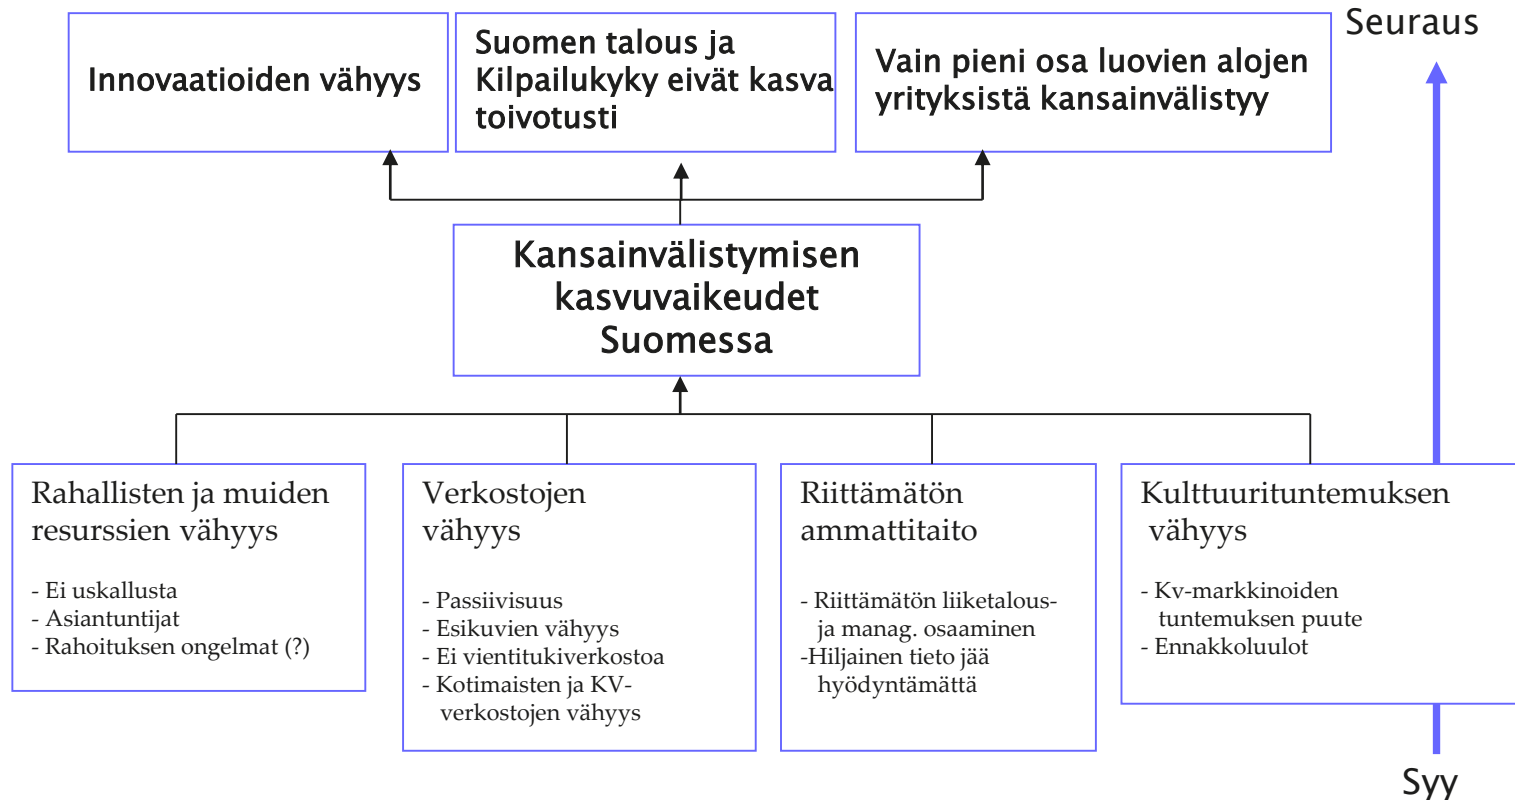 Seuraus
Innovaatioiden vähyys
Suomen talous ja
Kilpailukyky eivät kasva
toivotusti
Vain pieni osa luovien alojen
yrityksistä kansainvälistyy
Kansainvälistymisen
kasvuvaikeudet
Suomessa
Rahallisten ja muiden
resurssien vähyys
- Ei uskallusta
- Asiantuntijat
- Rahoituksen ongelmat (?)
Verkostojen
vähyys
- Passiivisuus
- Esikuvien vähyys
- Ei vientitukiverkostoa
- Kotimaisten ja KV-
verkostojen vähyys
Riittämätön
ammattitaito
- Riittämätön liiketalous-
ja manag. osaaminen
-Hiljainen tieto jää
hyödyntämättä
Kulttuurituntemuksen
vähyys
- Kv-markkinoiden
tuntemuksen puute
- Ennakkoluulot
Syy